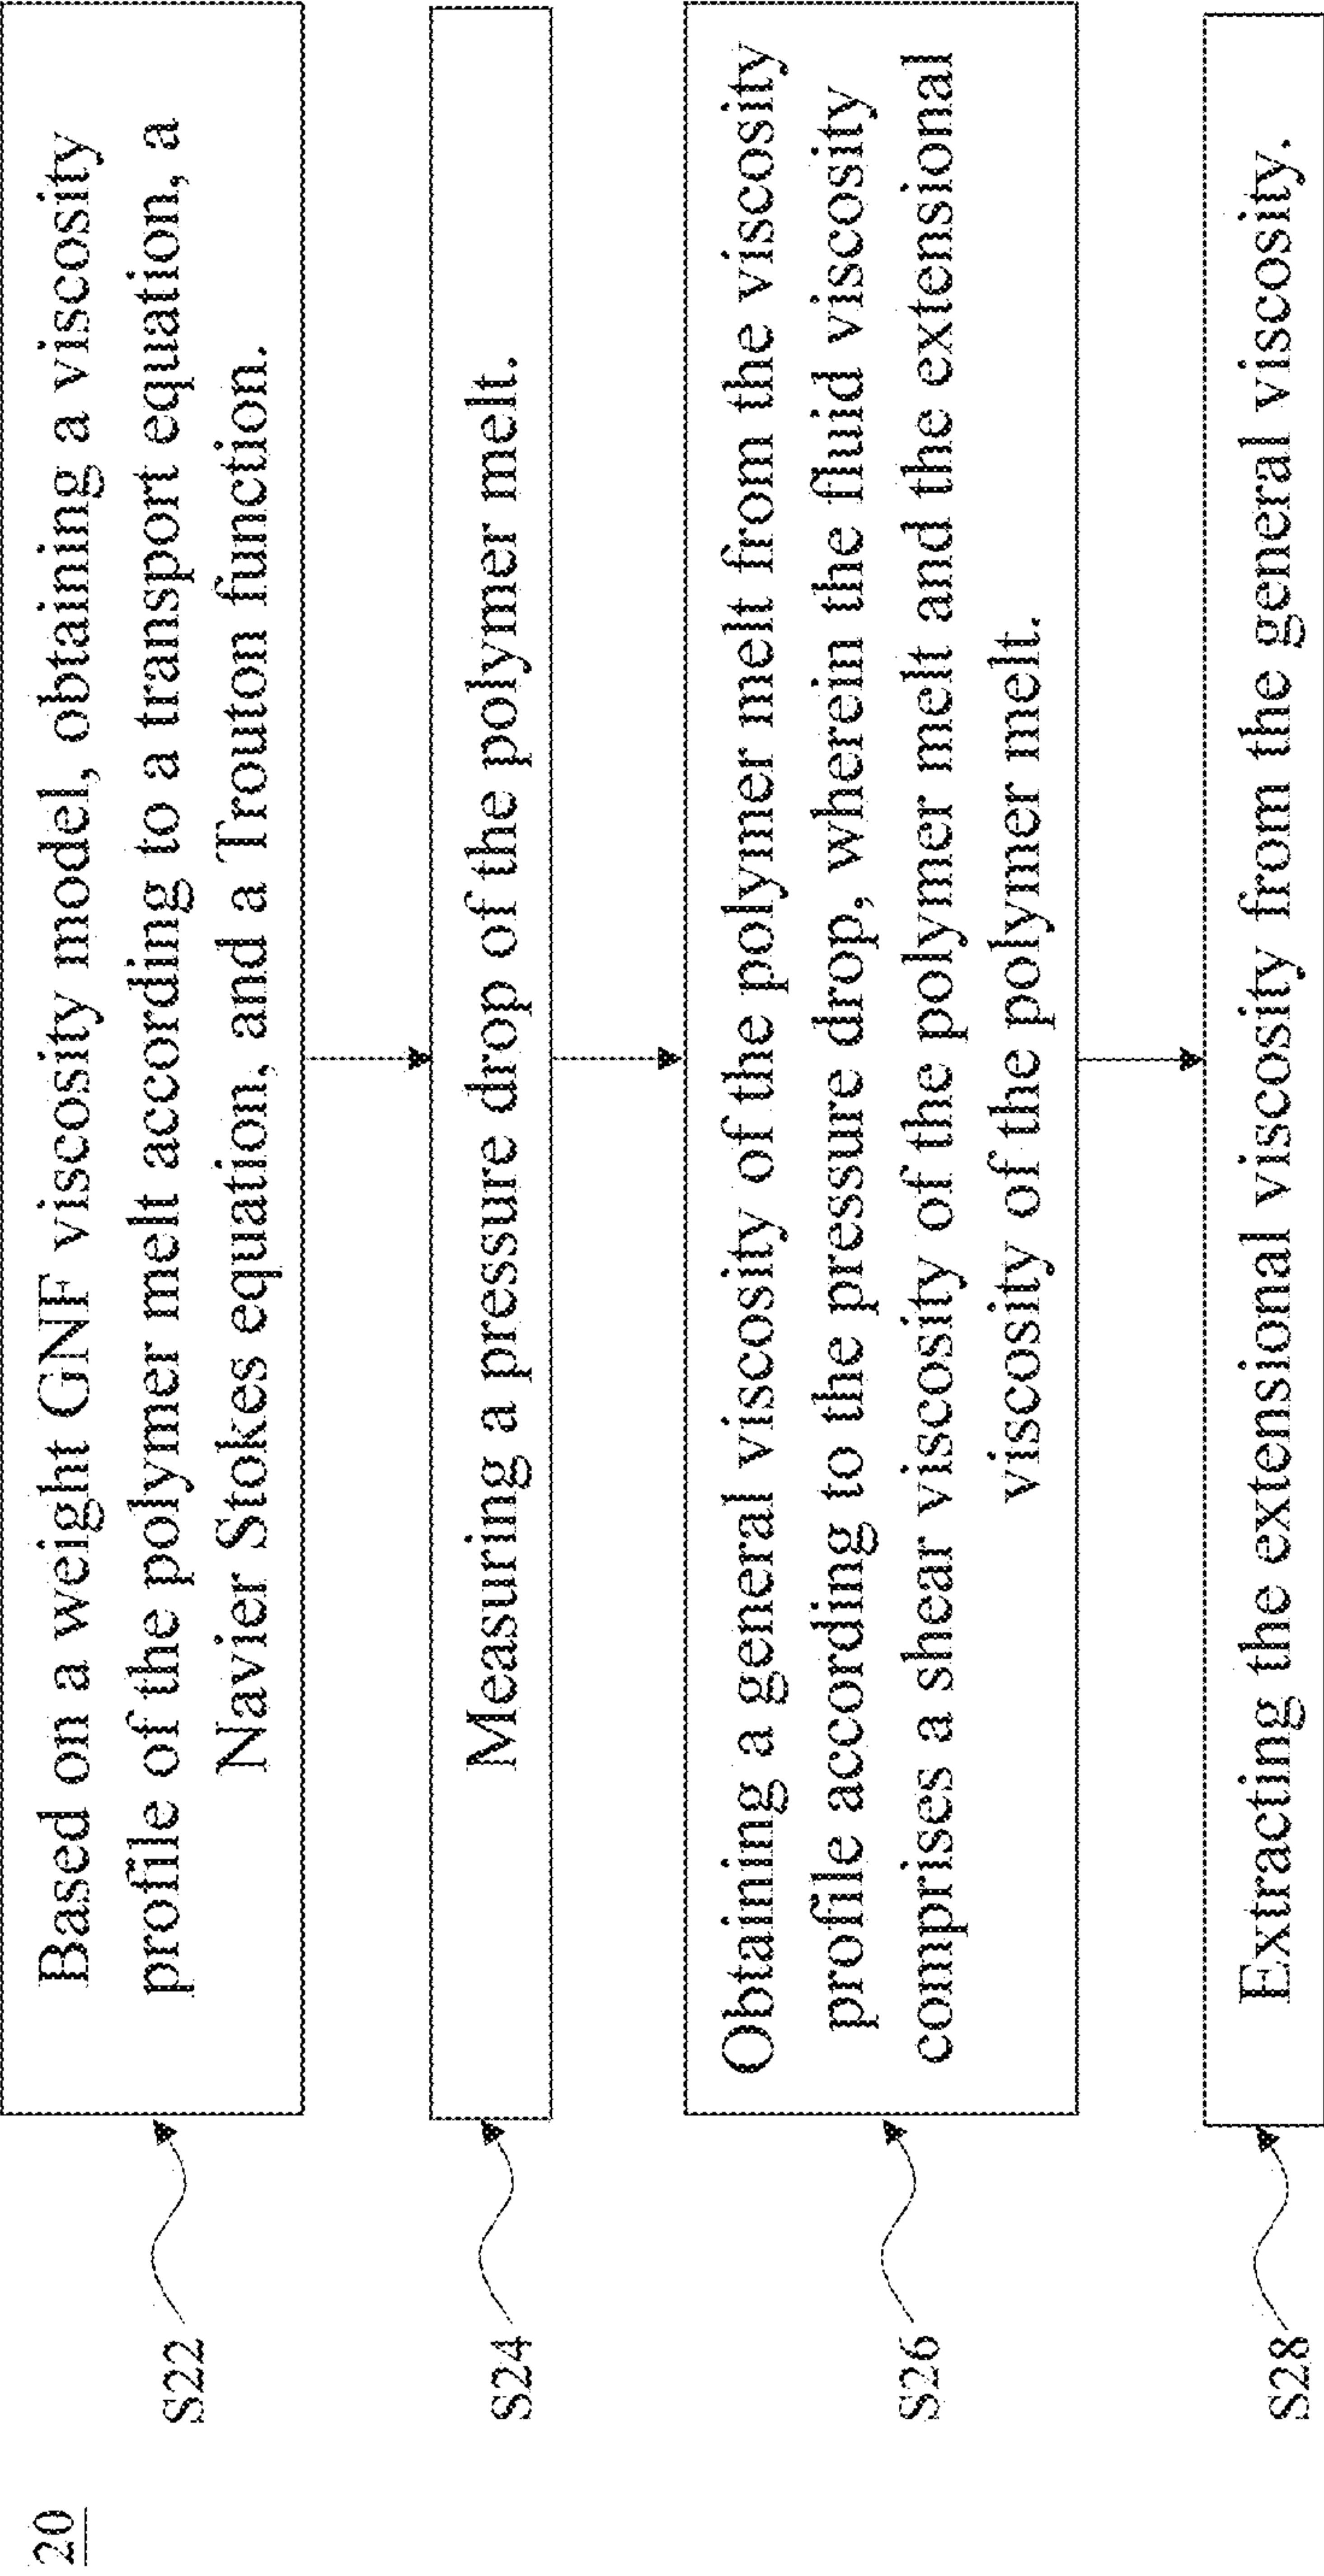 20
S22
Based on a weight GNF viscosity model, obtaining a viscosity
profile of the polymer melt according to a transport equation, a
Navier Stokes equation, and a Trouton function.
S24
Measuring a pressure drop of the polymer melt.
S26
Obtaining a general viscosity of the polymer melt from the viscosity
profile according to the pressure drop, wherein the fluid viscosity
comprises a shear viscosity of the polymer melt and the extensional
viscosity of the polymer melt.
S28
Extracting the extensional viscosity from the general viscosity.